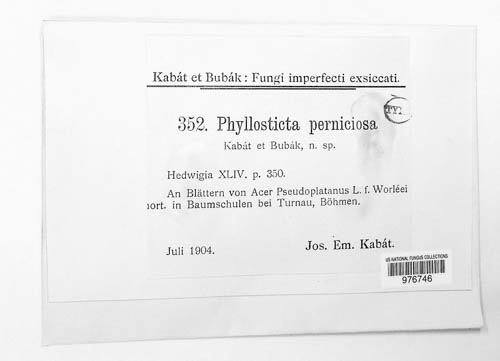 Kabát et Bubák: Fungi imperfecti exsiccati.
TY
352. Phyllosticta perniciosa
Kabát et Bubák, n. sp.
Hedwigia XLIV. p. 350.
An Blättern von Acer Pseudoplatanus L. f. Worléei
hort. in Baumschulen bei Turnau, Böhmen.
Juli 1904.
Jos. Em. Kabát.
US NATIONAL FUNGUS COLLECTIONS
976746